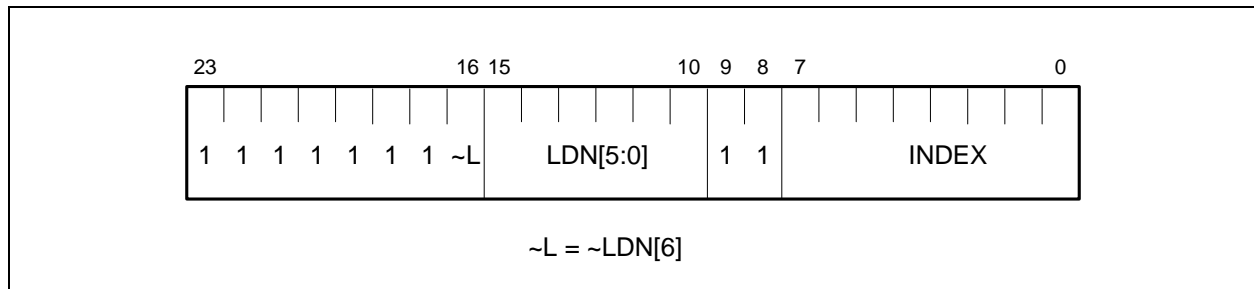 23 16 15 10 9 8 7 0
1 1 1 1 1 1 1 ~L LDN[5:0] 1 1 INDEX
~L = ~LDN[6]